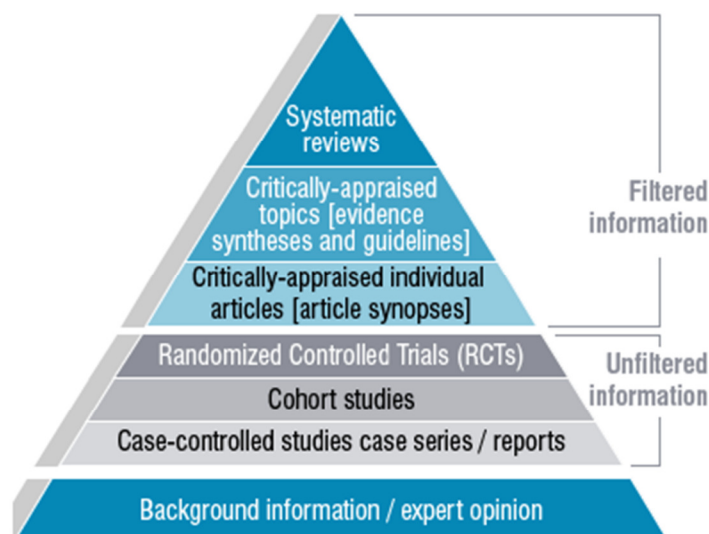 Systematic
reviews
Critically-appraised
topics [evidence
syntheses and guidelines]
Filtered
information
Critically-appraised individual
articles [article synopses]
Randomized Controlled Trials (RCTs)
Unfiltered
information
Cohort studies
Case-controlled studies case series / reports
Background information / expert opinion